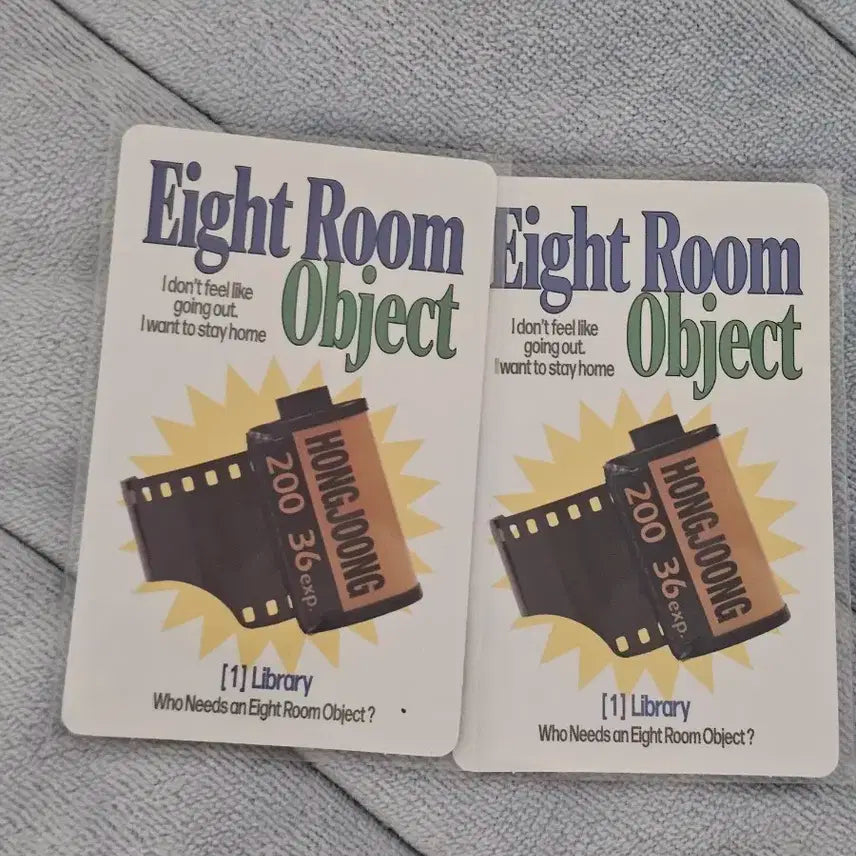 Eight Room
Object
I don't feel like
going out.
I want to stay home
HONGJOONG
200 36exp.
[1] Library
Who Needs an Eight Room Object?
Eight Room
Object
I don't feel like
going out.
I want to stay home
HONGJOONG
200 36exp.
[1] Library
Who Needs an Eight Room Object?